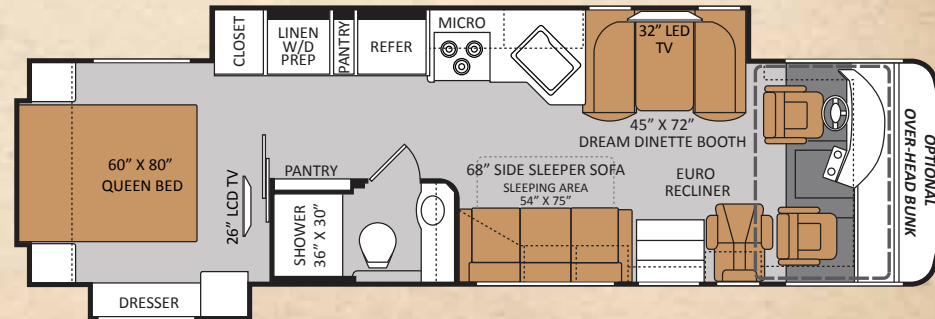 CLOSET
LINEN
W/D
PREP
PANTRY
REFER
MICRO
32” LED
TV
45” X 72”
DREAM DINETTE BOOTH
60” X 80”
QUEEN BED
26” LCD TV
PANTRY
SHOWER
36” X 30”
68” SIDE SLEEPER SOFA
SLEEPING AREA
54” X 75”
EURO
RECLINER
OPTIONAL
OVER-HEAD BUNK
DRESSER